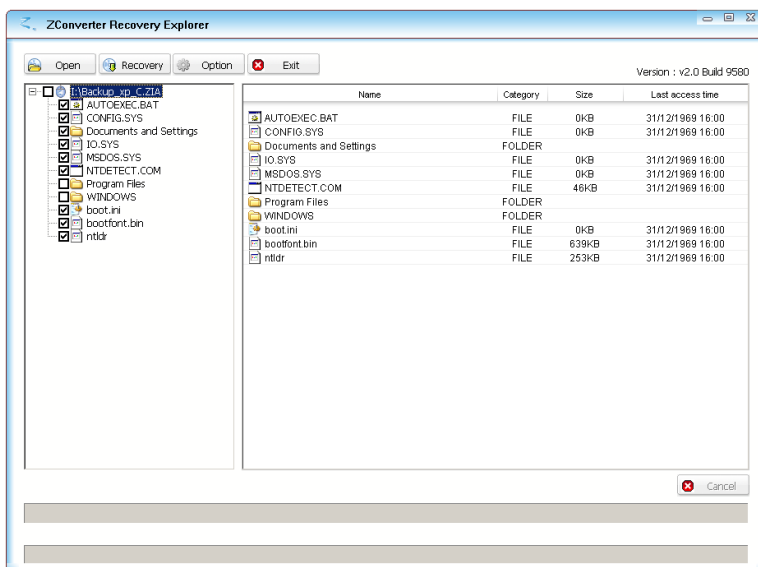 ZConverter Recovery Explorer
Open Recovery Option Exit
Version : v2.0 Build 9580
I:\Backup_xp_C.ZIA
AUTOEXEC.BAT
CONFIG.SYS
Documents and Settings
IO.SYS
MSDOS.SYS
NTDETECT.COM
Program Files
WINDOWS
boot.ini
bootfont.bin
ntldr
Name Category Size Last access time
AUTOEXEC.BAT FILE 0KB 31/12/1969 16:00
CONFIG.SYS FILE 0KB 31/12/1969 16:00
Documents and Settings FOLDER
IO.SYS FILE 0KB 31/12/1969 16:00
MSDOS.SYS FILE 0KB 31/12/1969 16:00
NTDETECT.COM FILE 46KB 31/12/1969 16:00
Program Files FOLDER
WINDOWS FOLDER
boot.ini FILE 0KB 31/12/1969 16:00
bootfont.bin FILE 639KB 31/12/1969 16:00
ntldr FILE 253KB 31/12/1969 16:00
Cancel